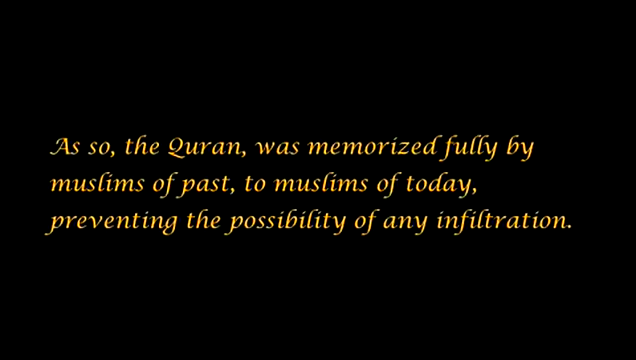 As so, the Quran, was memorized fully by
muslims of past, to muslims of today,
preventing the possibility of any infiltration.